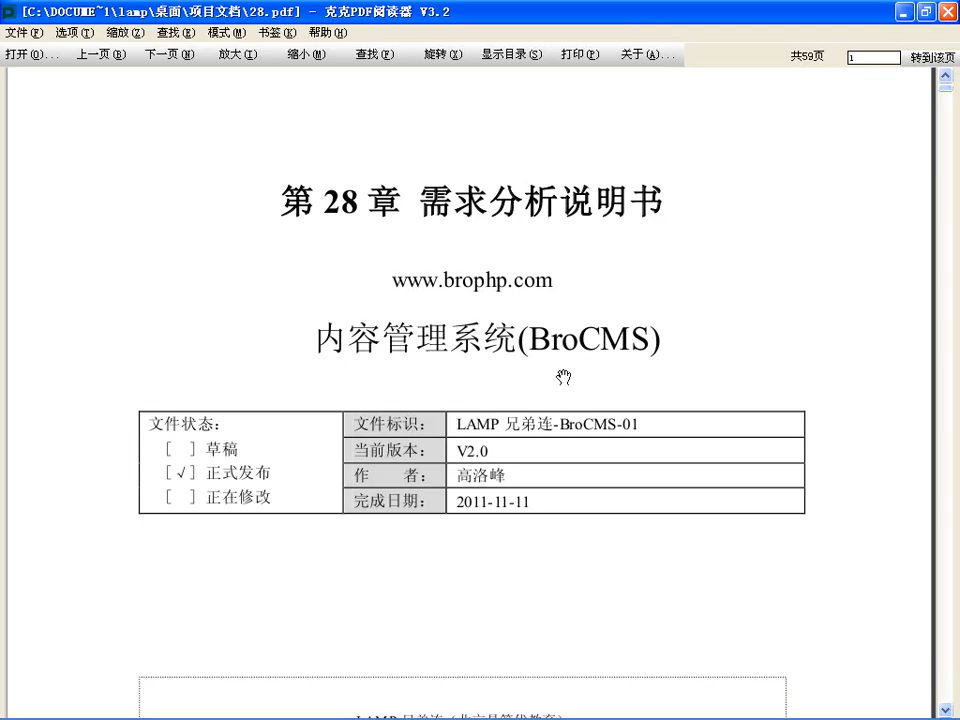 [C:\DOCUME~1\lamp\桌面\项目文档\28.pdf] - 克克PDF阅读器 V3.2
文件(F) 选项(T) 缩放(Z) 查找(S) 模式(M) 书签(K) 帮助(H)
打开(O)... 上一页(B) 下一页(N) 放大(I) 缩小(M) 查找(F) 旋转(X) 显示目录(S) 打印(P) 关于(A)... 共59页 1 转到该页
第 28 章 需求分析说明书
www.brophp.com
内容管理系统(BroCMS)
文件状态:
[ ] 草稿
[√] 正式发布
[ ] 正在修改
文件标识: LAMP 兄弟连-BroCMS-01
当前版本: V2.0
作 者: 高洛峰
完成日期: 2011-11-11